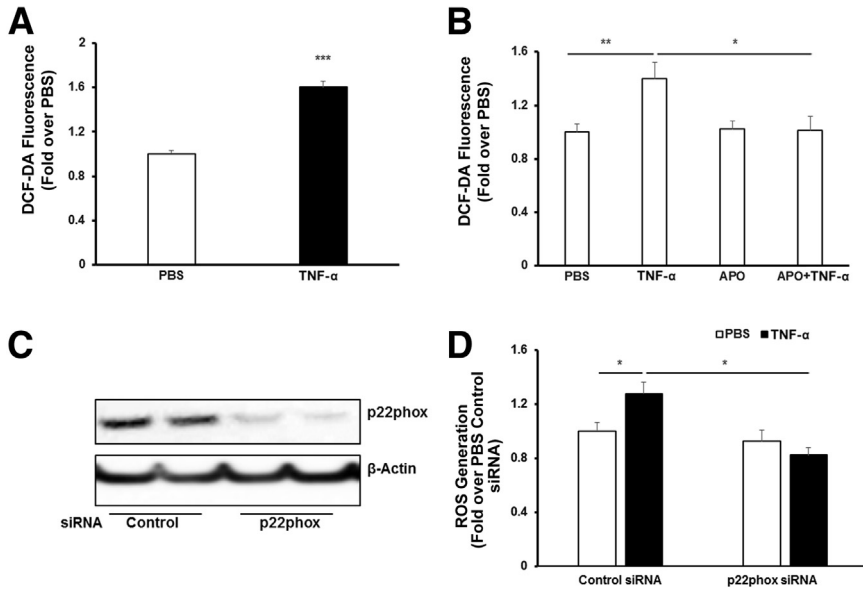 A
DCF-DA Fluorescence
(Fold over PBS)
2
1.6
1.2
0.8
0.4
0
***
PBS
TNF-α
B
DCF-DA Fluorescence
(Fold over PBS)
1.6
1.2
0.8
0.4
0
**
*
PBS
TNF-α
APO
APO+TNF-α
C
p22phox
β-Actin
siRNA
Control
p22phox
D
PBS
TNF-α
ROS Generation
(Fold over PBS Control
siRNA)
1.6
1.2
0.8
0.4
0
*
*
Control siRNA
p22phox siRNA